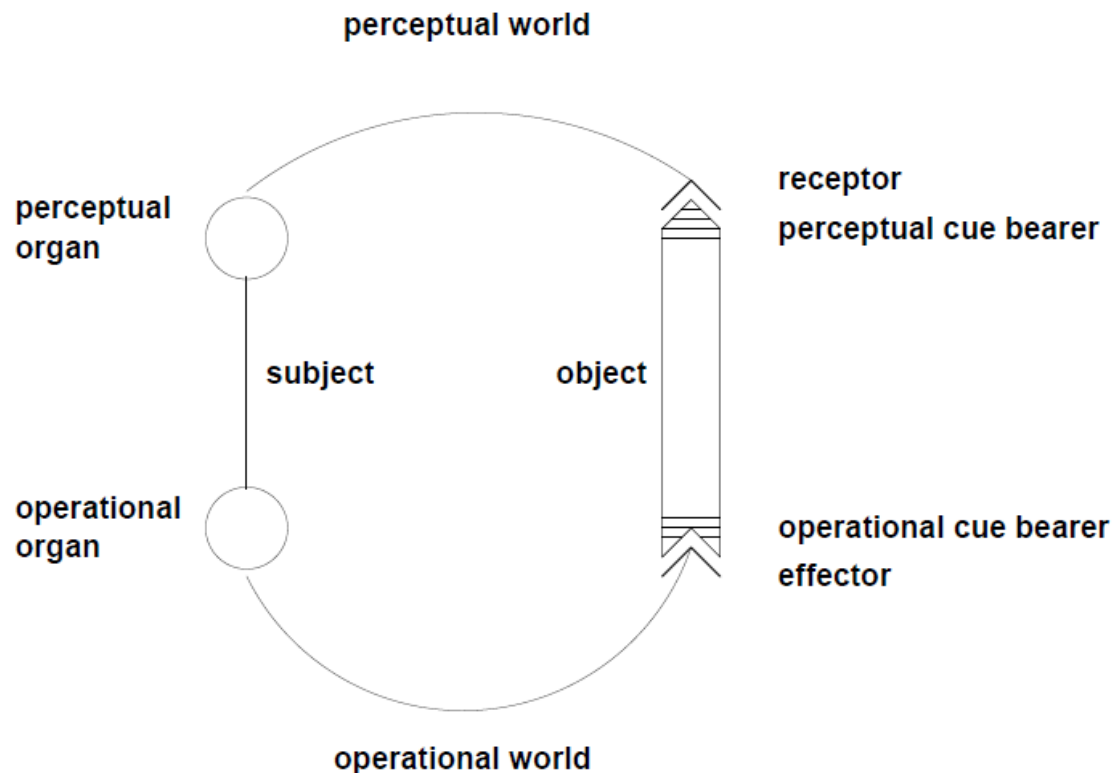 perceptual world
perceptual
organ
receptor
perceptual cue bearer
subject
object
operational
organ
operational cue bearer
effector
operational world